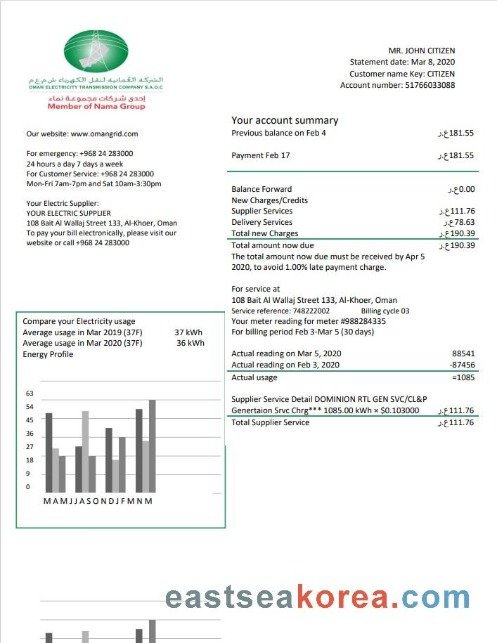 الشركة العُمانية لنقل الكهرباء ش.م.ع.م
OMAN ELECTRICITY TRANSMISSION COMPANY S.A.O.C
إحدى شركات مجموعة نماء
Member of Nama Group
MR. JOHN CITIZEN
Statement date: Mar 8, 2020
Customer name Key: CITIZEN
Account number: 51766033088
Our website: www.omangrid.com
For emergency: +968 24 283000
24 hours a day 7 days a week
For Customer Service: +968 24 283000
Mon-Fri 7am-7pm and Sat 10am-3:30pm
Your Electric Supplier:
YOUR ELECTRIC SUPPLIER
108 Bait Al Wallaj Street 133, Al-Khoer, Oman
To pay your bill electronically, please visit our
website or call +968 24 283000
Your account summary
Previous balance on Feb 4 ر.ع181.55
Payment Feb 17 ر.ع181.55
Balance Forward ر.ع0.00
New Charges/Credits
Supplier Services ر.ع111.76
Delivery Services ر.ع78.63
Total new Charges ر.ع190.39
Total amount now due ر.ع190.39
The total amount now due must be received by Apr 5
2020, to avoid 1.00% late payment charge.
For service at
108 Bait Al Wallaj Street 133, Al-Khoer, Oman
Service reference: 748222002 Billing cycle 03
Your meter reading for meter #988284335
For billing period Feb 3-Mar 5 (30 days)
Actual reading on Mar 5, 2020 88541
Actual reading on Feb 3, 2020 -87456
Actual usage =1085
Supplier Service Detail DOMINION RTL GEN SVC/CL&P
Genertaion Srvc Chrg*** 1085.00 kWh × $0.103000 ر.ع111.76
Total Supplier Service ر.ع111.76
Compare your Electricity usage
Average usage in Mar 2019 (37F) 37 kWh
Average usage in Mar 2020 (37F) 36 kWh
Energy Profile
63
54
45
36
27
18
9
0
M A M J J A S O N D J F M N M
eastseakorea.com